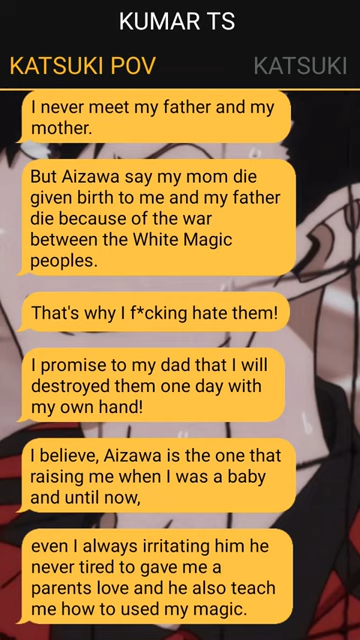 KUMAR TS
KATSUKI POV
KATSUKI
I never meet my father and my
mother.
But Aizawa say my mom die
given birth to me and my father
die because of the war
between the White Magic
peoples.
That's why I f*cking hate them!
I promise to my dad that I will
destroyed them one day with
my own hand!
I believe, Aizawa is the one that
raising me when I was a baby
and until now,
even I always irritating him he
never tired to gave me a
parents love and he also teach
me how to used my magic.